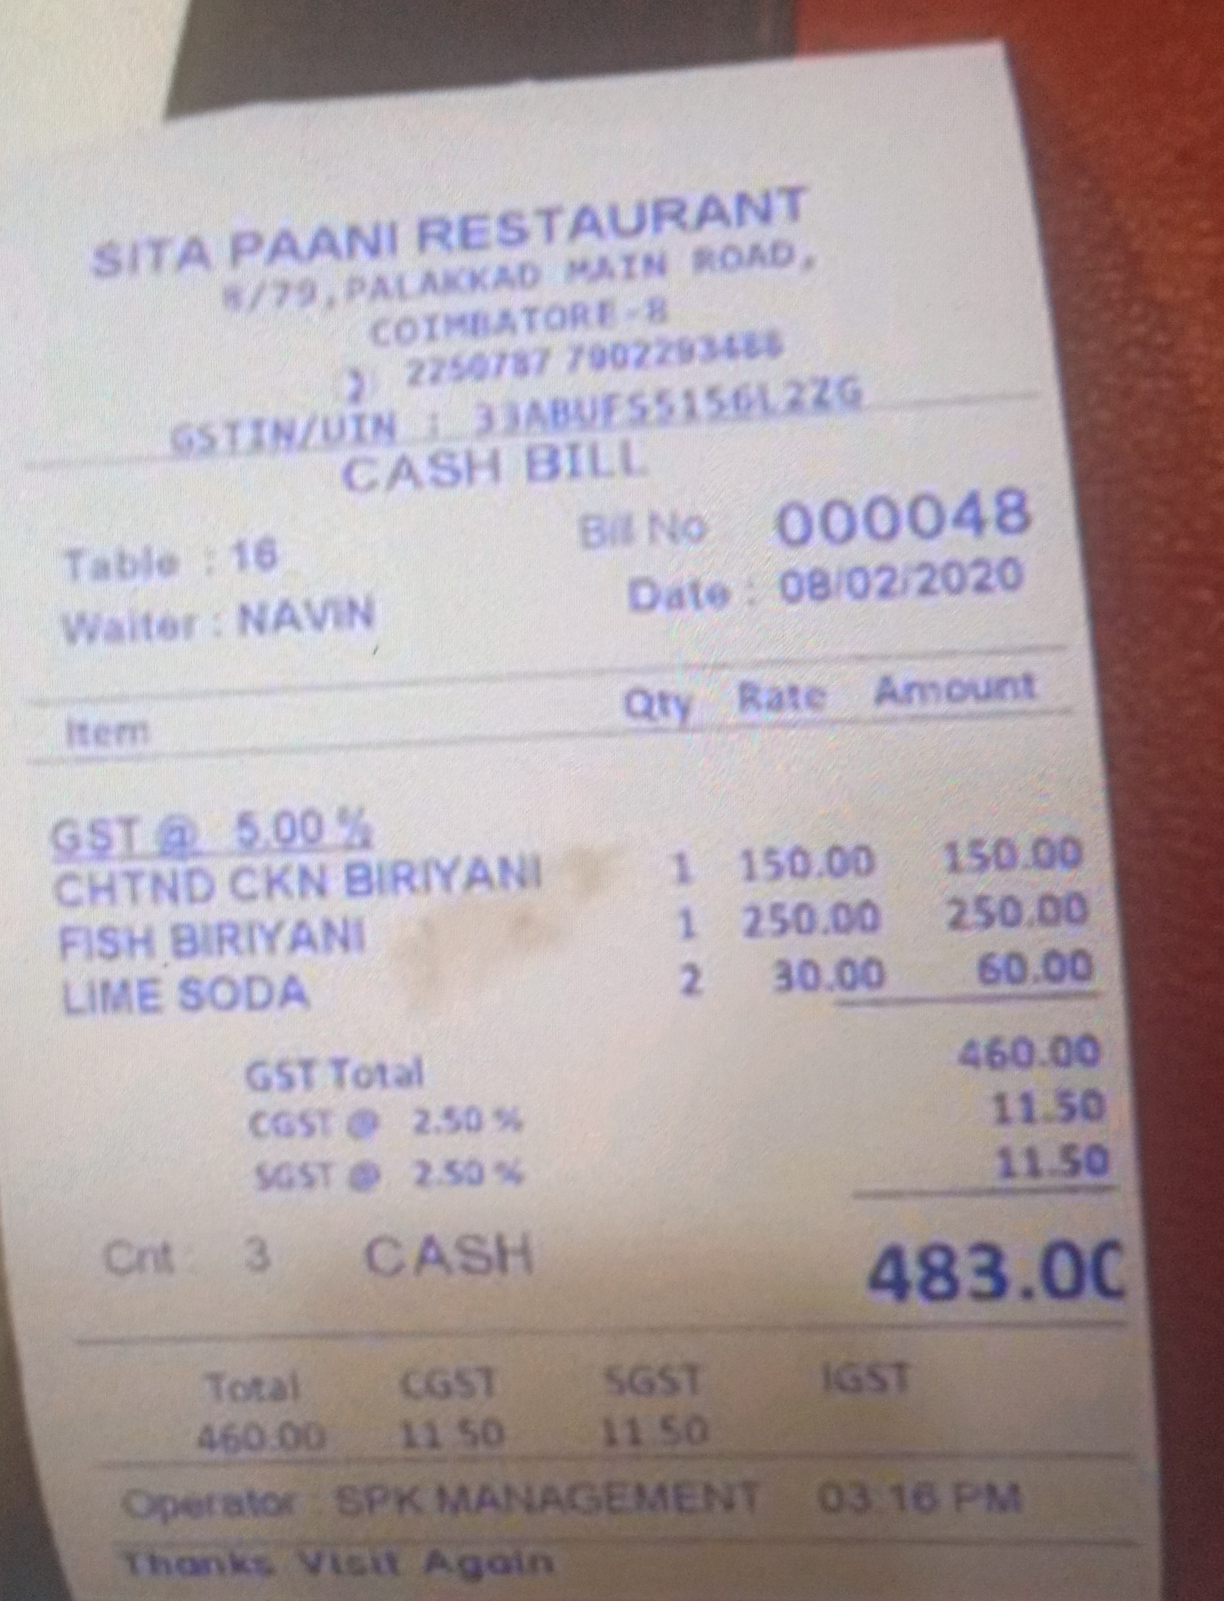 SITA PAANI RESTAURANT
8/79,PALAKKAD MAIN ROAD,
COIMBATORE-8
2250787 7902293488
GSTIN/UIN : 33ABUFS5156L2ZG
CASH BILL
Table : 16 Bill No 000048
Waiter : NAVIN Date : 08/02/2020
Item Qty Rate Amount
GST @ 5.00 %
CHTND CKN BIRIYANI 1 150.00 150.00
FISH BIRIYANI 1 250.00 250.00
LIME SODA 2 30.00 60.00
GST Total 460.00
CGST @ 2.50 % 11.50
SGST @ 2.50 % 11.50
Cnt 3 CASH 483.00
Total CGST SGST IGST
460.00 11.50 11.50
Operator SPK MANAGEMENT 03:16 PM
Thanks Visit Again